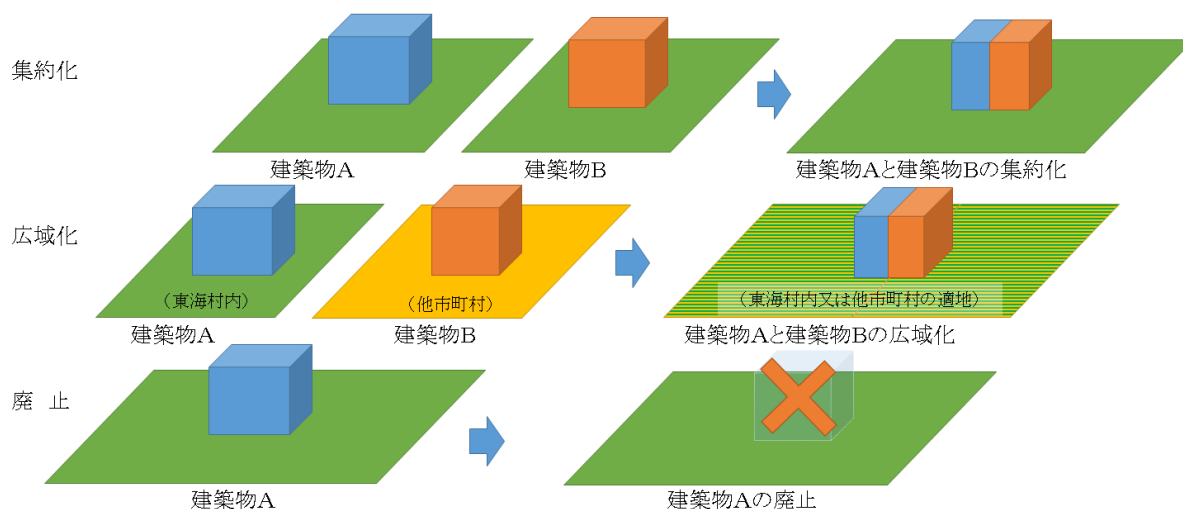 集約化
建築物A
建築物B
建築物Aと建築物Bの集約化
広域化
（東海村内）
（他市町村）
（東海村内又は他市町村の適地）
建築物A
建築物B
建築物Aと建築物Bの広域化
廃　止
建築物A
建築物Aの廃止